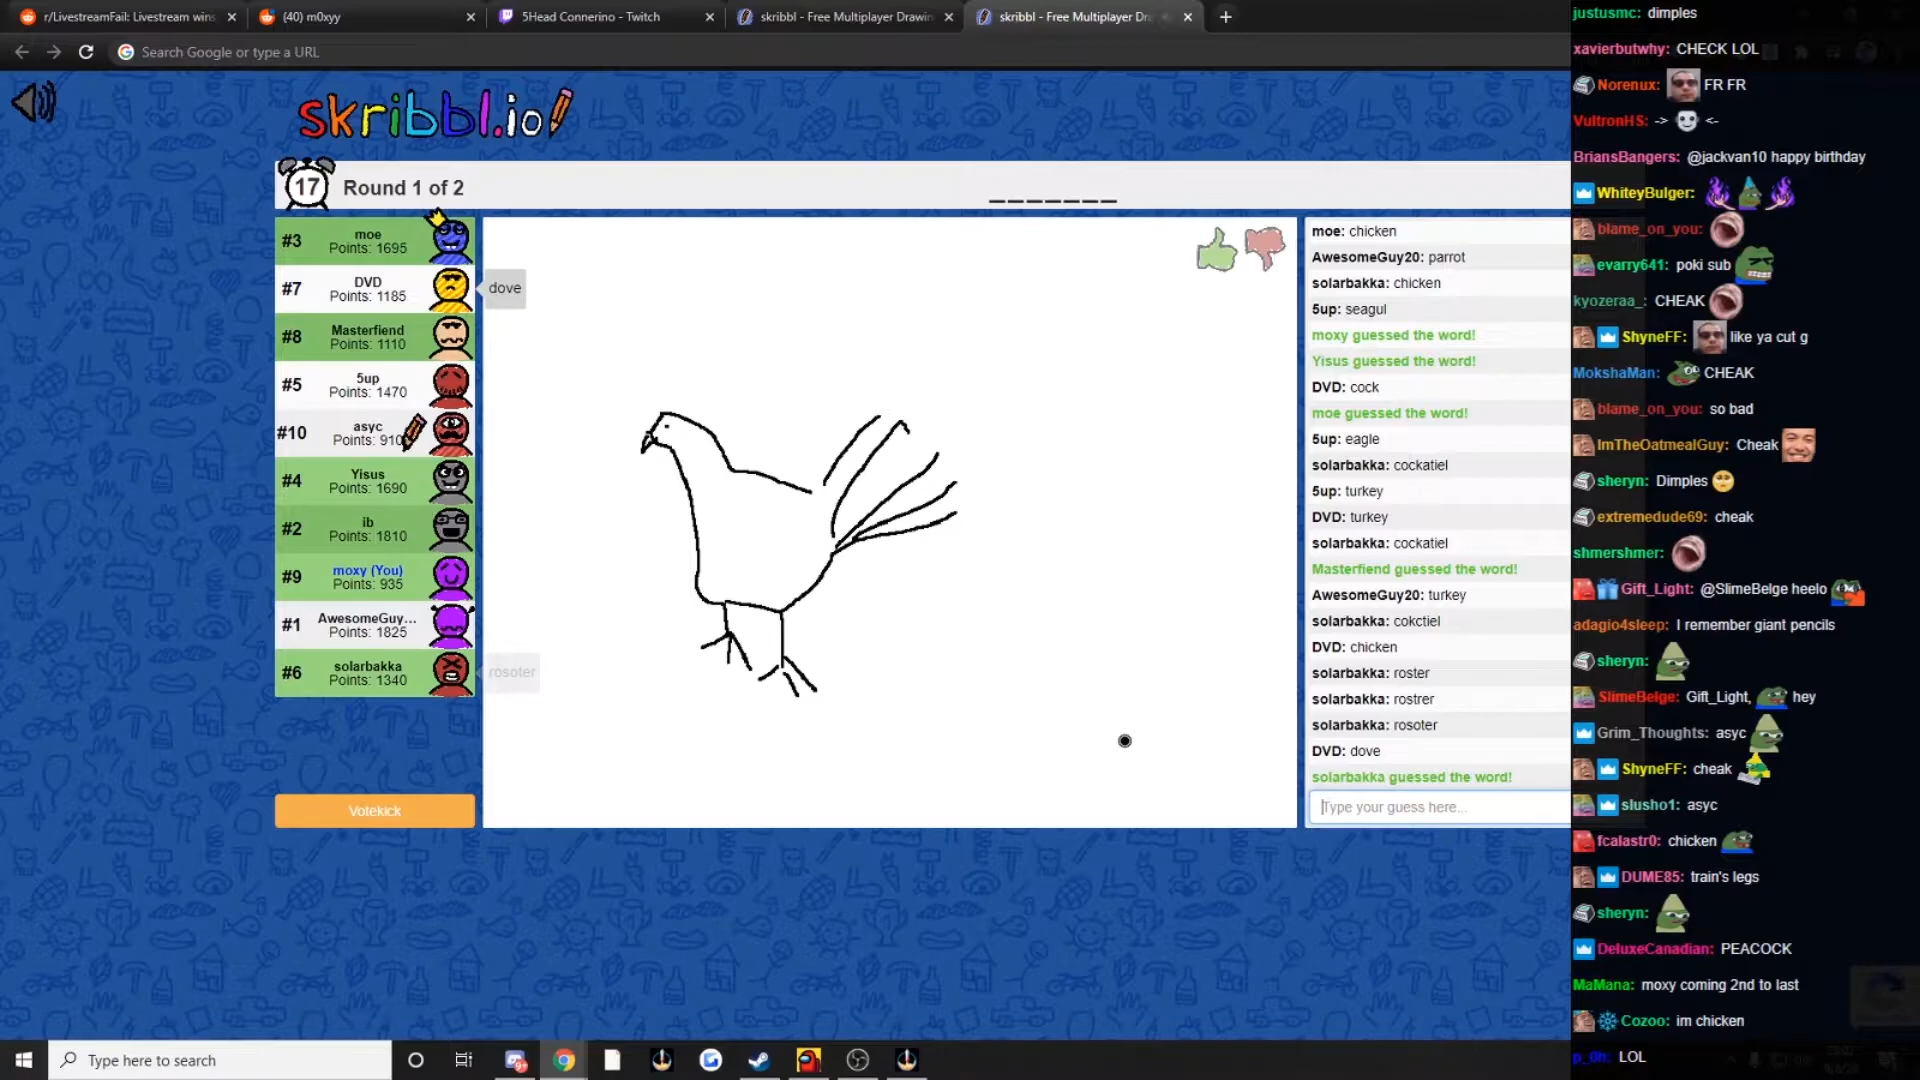 r/LivestreamFail: Livestream wins
(40) m0xyy
5Head Connerino - Twitch
skribbl - Free Multiplayer Drawin
skribbl - Free Multiplayer Dra
Search Google or type a URL
skribbl.io
17
Round 1 of 2
_ _ _ _ _ _ _
#3
moe
Points: 1695
#7
DVD
Points: 1185
dove
#8
Masterfiend
Points: 1110
#5
5up
Points: 1470
#10
asyc
Points: 910
#4
Yisus
Points: 1690
#2
ib
Points: 1810
#9
moxy (You)
Points: 935
#1
AwesomeGuy...
Points: 1825
#6
solarbakka
Points: 1340
rosoter
Votekick
moe: chicken
AwesomeGuy20: parrot
solarbakka: chicken
5up: seagul
moxy guessed the word!
Yisus guessed the word!
DVD: cock
moe guessed the word!
5up: eagle
solarbakka: cockatiel
5up: turkey
DVD: turkey
solarbakka: cockatiel
Masterfiend guessed the word!
AwesomeGuy20: turkey
solarbakka: cokctiel
DVD: chicken
solarbakka: roster
solarbakka: rostrer
solarbakka: rosoter
DVD: dove
solarbakka guessed the word!
Type your guess here...
justusmc: dimples
xavierbutwhy: CHECK LOL
Norenux: FR FR
VultronHS: -> <-
BriansBangers: @jackvan10 happy birthday
WhiteyBulger:
blame_on_you:
evarry641: poki sub
kyozeraa_: CHEAK
ShyneFF: like ya cut g
MokshaMan: CHEAK
blame_on_you: so bad
ImTheOatmealGuy: Cheak
sheryn: Dimples
extremedude69: cheak
shmershmer:
Gift_Light: @SlimeBelge heelo
adagio4sleep: I remember giant pencils
sheryn:
SlimeBelge: Gift_Light, hey
Grim_Thoughts: asyc
ShyneFF: cheak
slusho1: asyc
fcalastr0: chicken
DUME85: train's legs
sheryn:
DeluxeCanadian: PEACOCK
MaMana: moxy coming 2nd to last
Cozoo: im chicken
p_0h: LOL
Type here to search